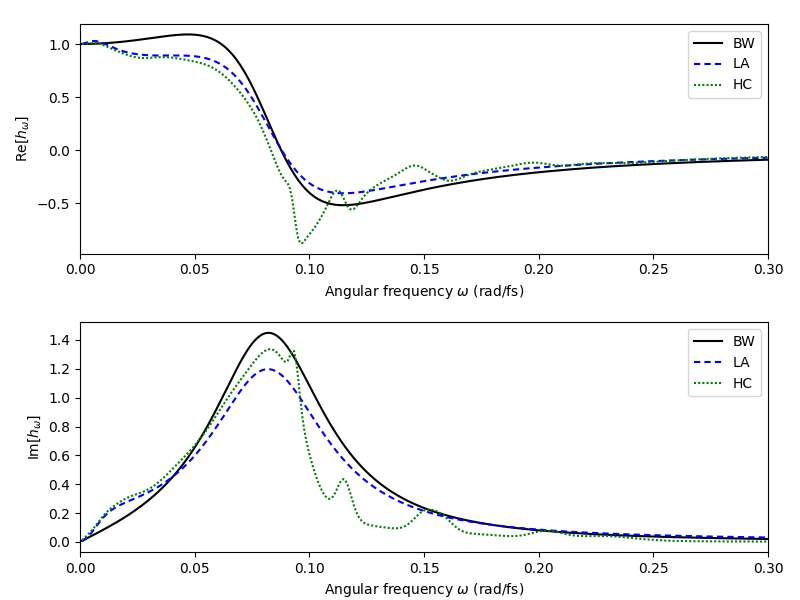 1.0
0.5
0.0
−0.5
Re[hω]
BW
LA
HC
0.00 0.05 0.10 0.15 0.20 0.25 0.30
Angular frequency ω (rad/fs)
1.4
1.2
1.0
0.8
0.6
0.4
0.2
0.0
Im[hω]
BW
LA
HC
0.00 0.05 0.10 0.15 0.20 0.25 0.30
Angular frequency ω (rad/fs)